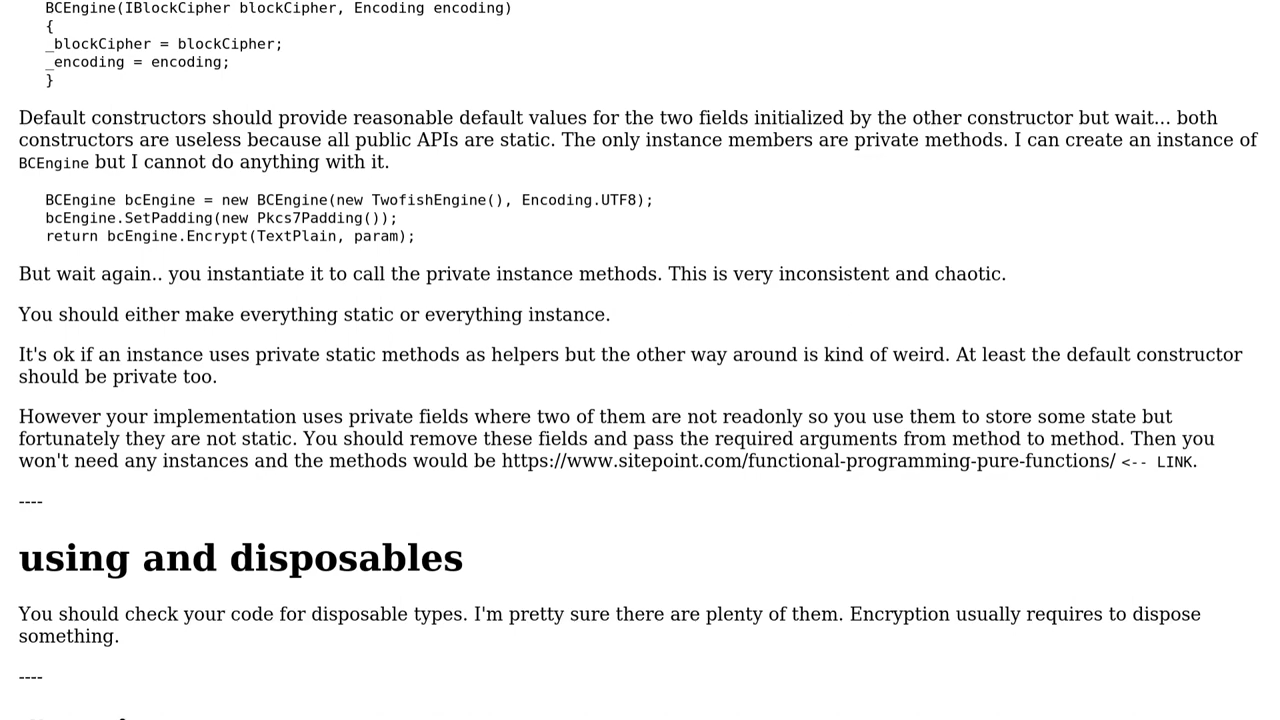 BCEngine(IBlockCipher blockCipher, Encoding encoding)
{
_blockCipher = blockCipher;
_encoding = encoding;
}
Default constructors should provide reasonable default values for the two fields initialized by the other constructor but wait... both
constructors are useless because all public APIs are static. The only instance members are private methods. I can create an instance of
BCEngine but I cannot do anything with it.
BCEngine bcEngine = new BCEngine(new TwofishEngine(), Encoding.UTF8);
bcEngine.SetPadding(new Pkcs7Padding());
return bcEngine.Encrypt(TextPlain, param);
But wait again.. you instantiate it to call the private instance methods. This is very inconsistent and chaotic.
You should either make everything static or everything instance.
It's ok if an instance uses private static methods as helpers but the other way around is kind of weird. At least the default constructor
should be private too.
However your implementation uses private fields where two of them are not readonly so you use them to store some state but
fortunately they are not static. You should remove these fields and pass the required arguments from method to method. Then you
won't need any instances and the methods would be https://www.sitepoint.com/functional-programming-pure-functions/ <-- LINK.
----
using and disposables
You should check your code for disposable types. I'm pretty sure there are plenty of them. Encryption usually requires to dispose
something.
----